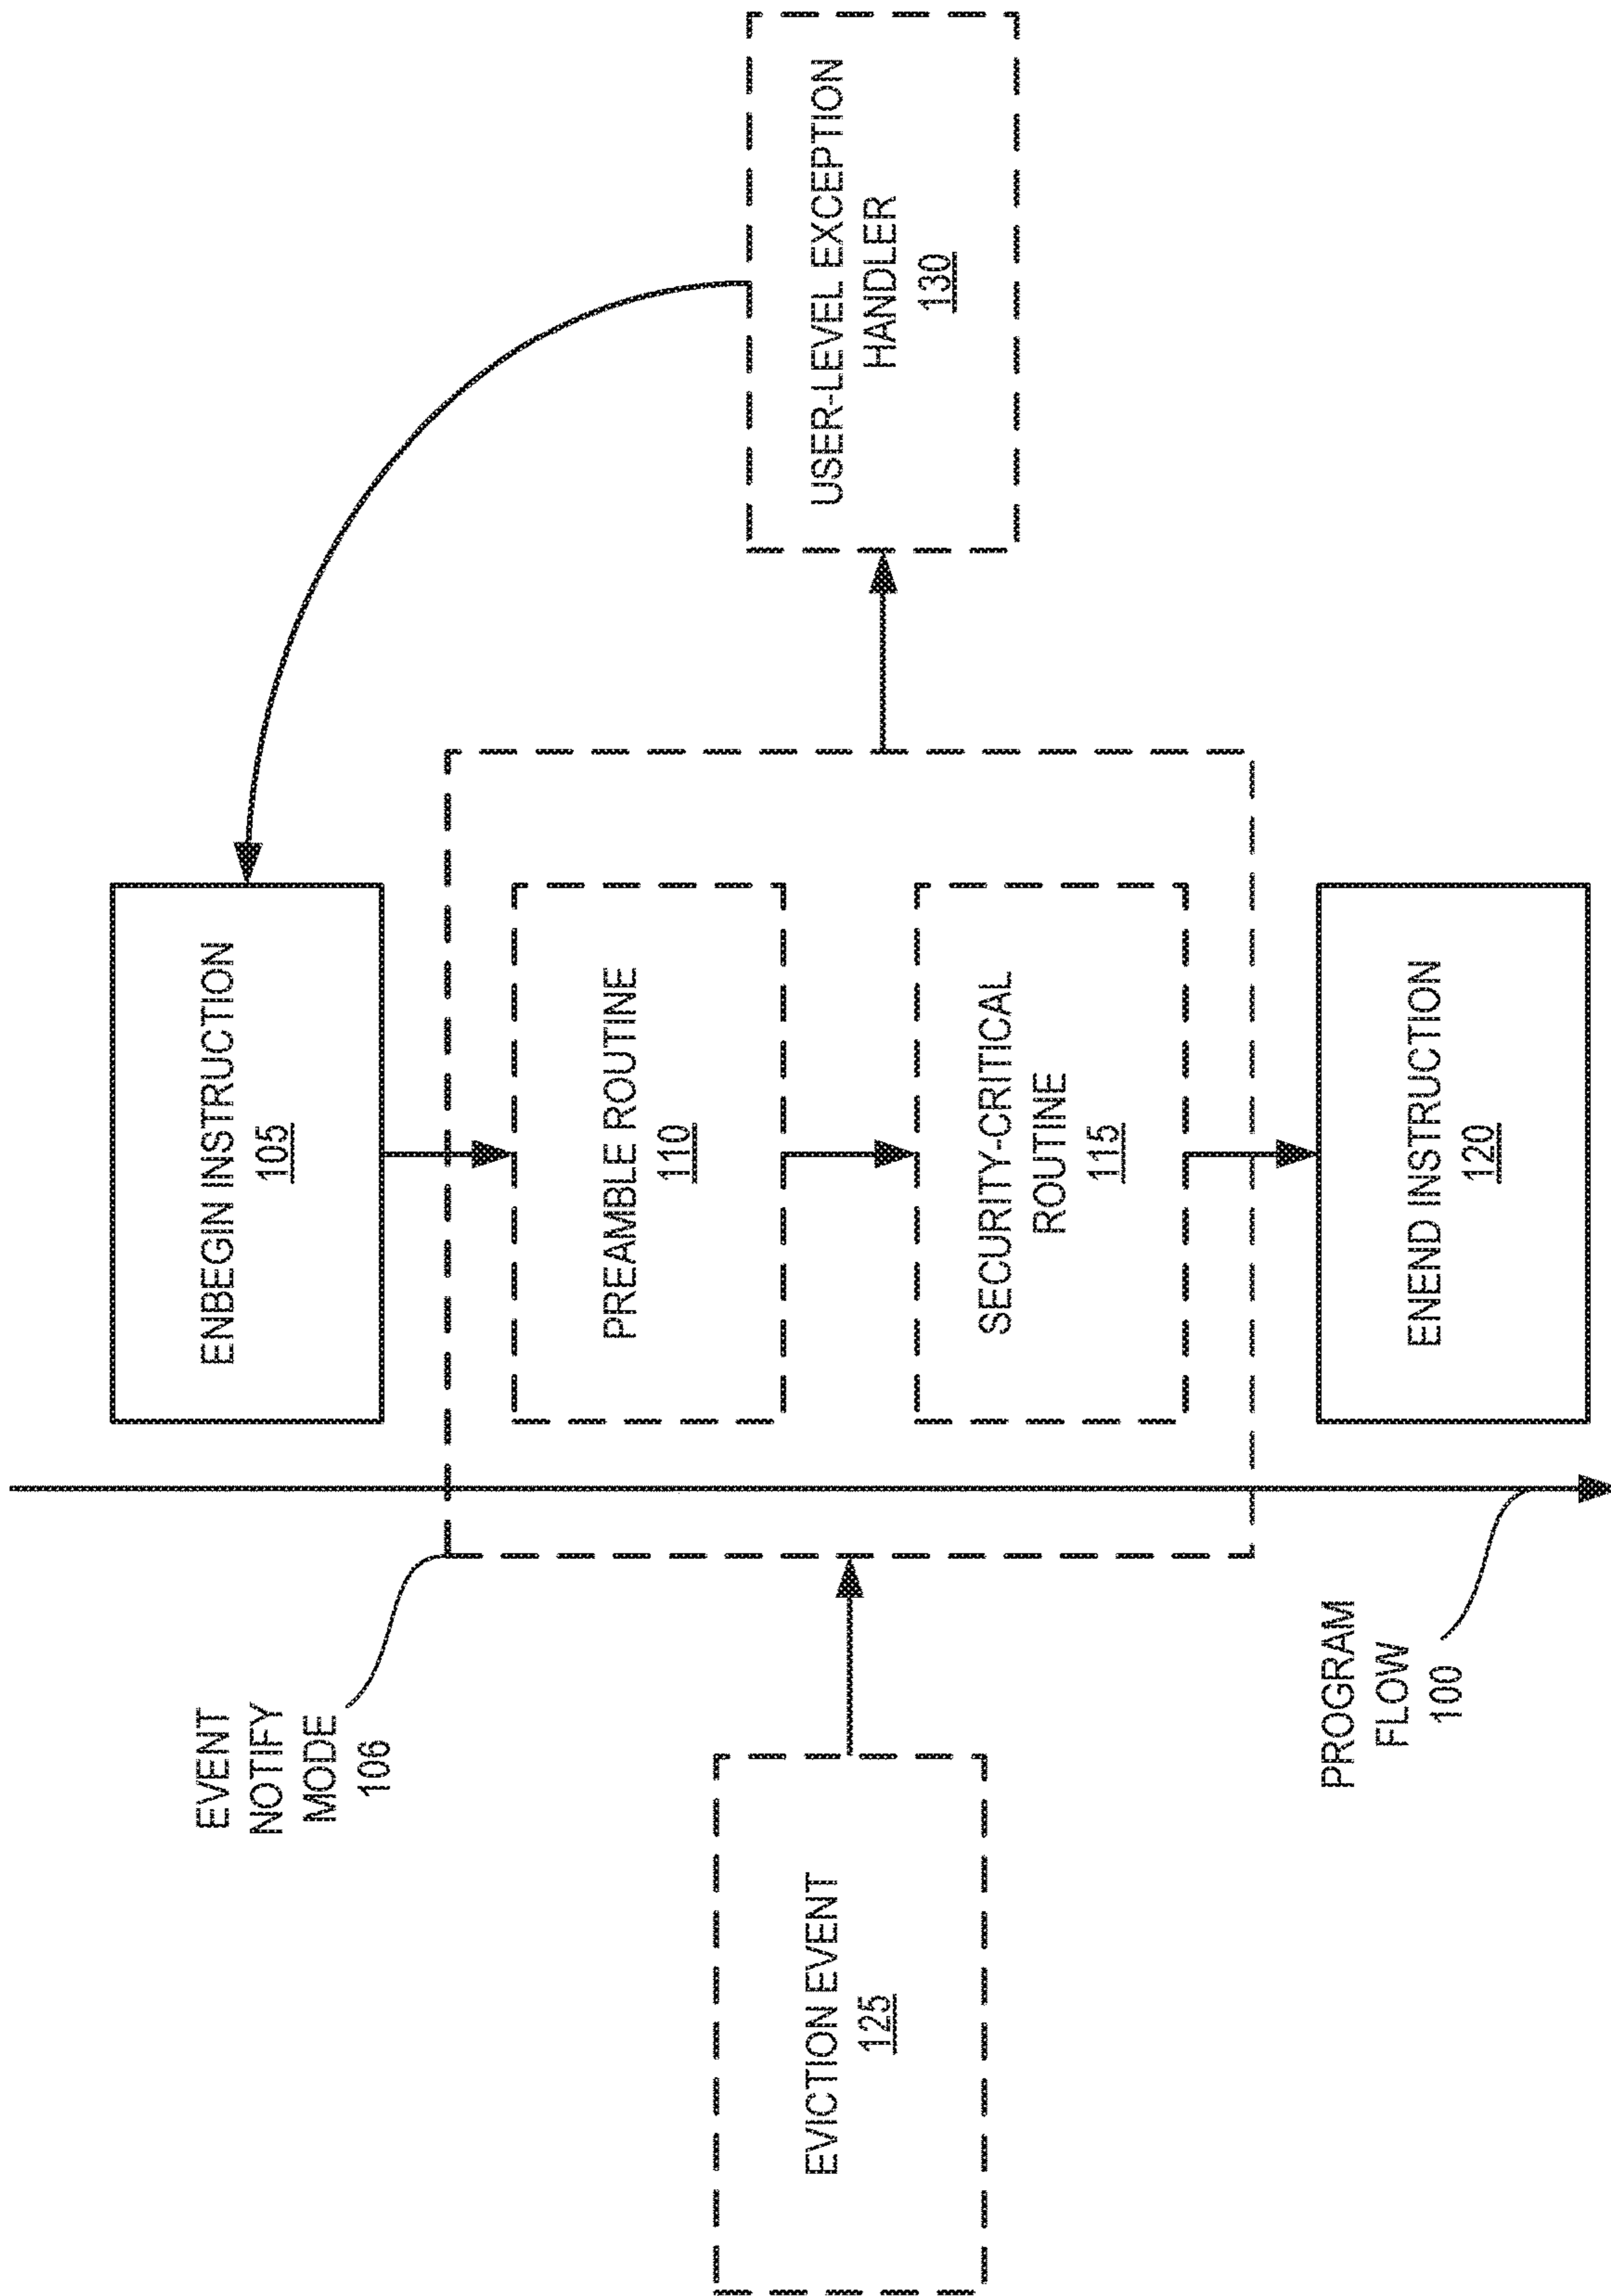 ENBEGIN INSTRUCTION
105
EVENT
NOTIFY
MODE
106
PREAMBLE ROUTINE
110
EVICTION EVENT
125
USER-LEVEL EXCEPTION
HANDLER
130
SECURITY-CRITICAL
ROUTINE
115
ENEND INSTRUCTION
120
PROGRAM
FLOW
100